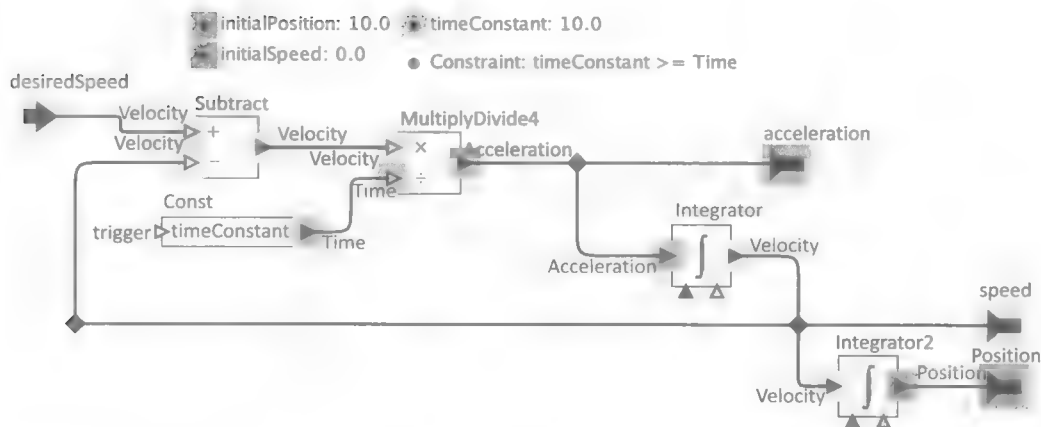 initialPosition: 10.0
timeConstant: 10.0
initialSpeed: 0.0
Constraint: timeConstant >= Time
desiredSpeed
Velocity
Velocity
Subtract
+
−
Velocity
Velocity
MultiplyDivide4
×
÷
Acceleration
acceleration
Time
Const
trigger
timeConstant
Time
Integrator
∫
Acceleration
Velocity
speed
Integrator2
∫
Velocity
Position
Position